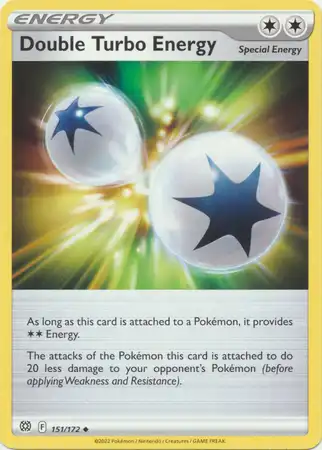 ENERGY
Double Turbo Energy
Special Energy
As long as this card is attached to a Pokémon, it provides
Energy.
The attacks of the Pokémon this card is attached to do
20 less damage to your opponent's Pokémon (before
applying Weakness and Resistance).
F 151/172
©2022 Pokémon / Nintendo / Creatures / GAME FREAK